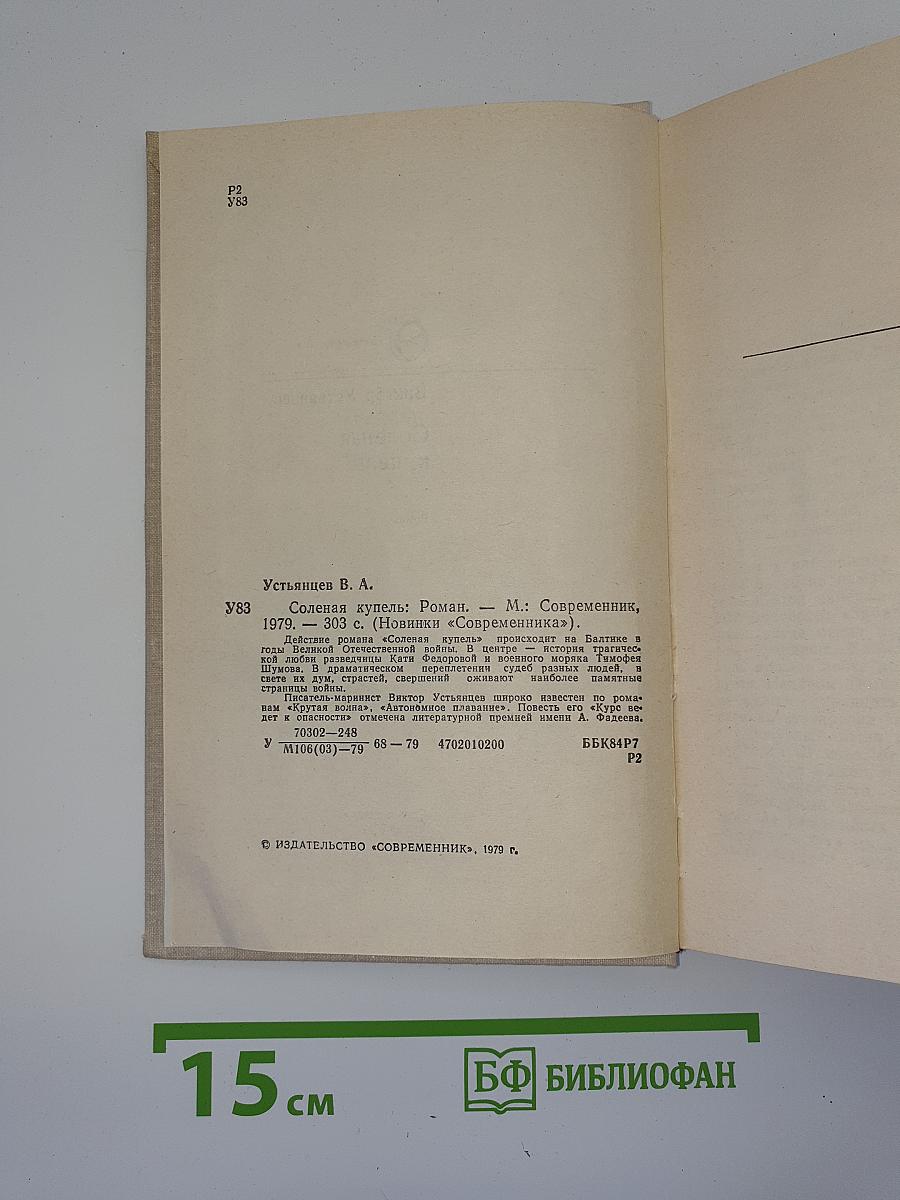 Р2
У83
Устьянцев В. А.
У83 Соленая купель: Роман. — М.: Современник,
1979. — 303 с. (Новинки «Современника»).
Действие романа «Соленая купель» происходит на Балтике в
годы Великой Отечественной войны. В центре — история трагичес-
кой любви разведчицы Кати Федоровой и военного моряка Тимофея
Шумова. В драматическом переплетении судеб разных людей, в
свете их дум, страстей, свершений оживают наиболее памятные
страницы войны.
Писатель-маринист Виктор Устьянцев широко известен по рома-
вам «Крутая волна», «Автономное плавание». Повесть его «Курс ве-
дет к опасности» отмечена литературной премией имени А. Фадеева.
70302—248
У М106(03)—79 68—79 4702010200 ББК84Р7
Р2
© ИЗДАТЕЛЬСТВО «СОВРЕМЕННИК», 1979 г.
15 см
БФ БИБЛИОФАН